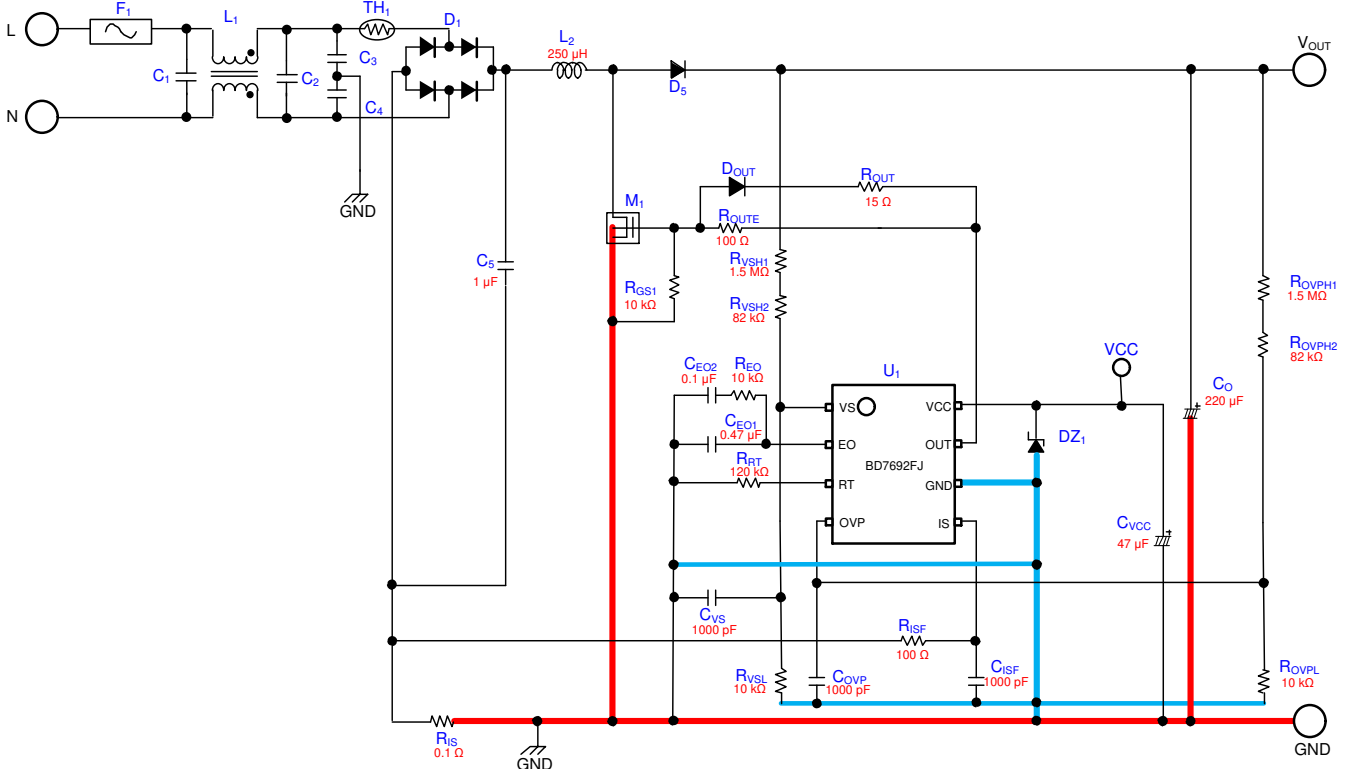 F1
L
L1
TH1
D1
C1
C2
C3
C4
N
L2
250 µH
D5
VOUT
GND
DOUT
ROUT
15 Ω
M1
ROUTE
100 Ω
C5
1 µF
RGS1
10 kΩ
RVSH1
1.5 MΩ
RVSH2
82 kΩ
ROVPH1
1.5 MΩ
ROVPH2
82 kΩ
CEO2
0.1 µF
REO
10 kΩ
CEO1
0.47 µF
RRT
120 kΩ
U1
VS
EO
RT
OVP
BD7692FJ
VCC
OUT
GND
IS
VCC
DZ1
CO
220 µF
CVCC
47 µF
CVS
1000 pF
RISF
100 Ω
RVSL
10 kΩ
COVP
1000 pF
CISF
1000 pF
ROVPL
10 kΩ
RIS
0.1 Ω
GND
GND